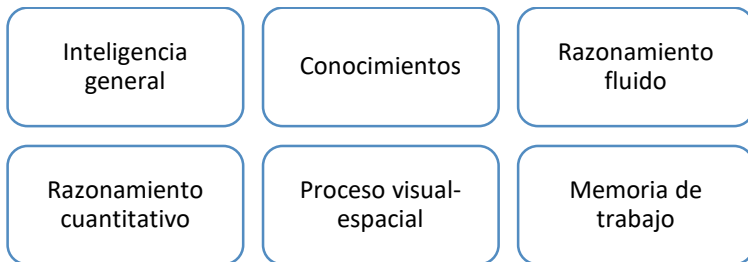 Inteligencia
general
Conocimientos
Razonamiento
fluido
Razonamiento
cuantitativo
Proceso visual-
espacial
Memoria de
trabajo